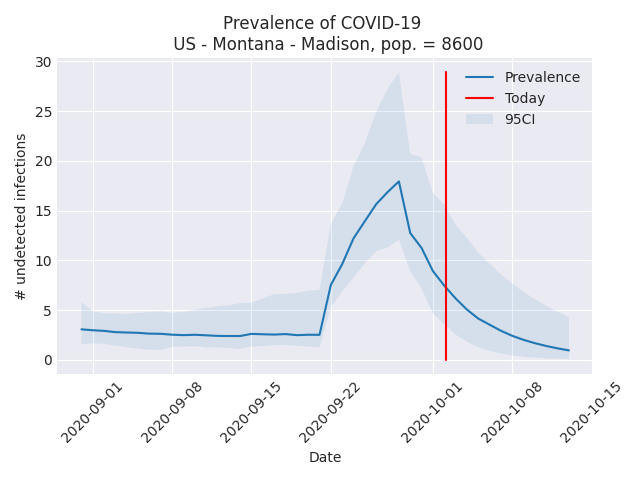 Prevalence of COVID-19
US - Montana - Madison, pop. = 8600
# undetected infections
30
25
20
15
10
5
0
Prevalence
Today
95CI
2020-09-01
2020-09-08
2020-09-15
2020-09-22
2020-10-01
2020-10-08
2020-10-15
Date